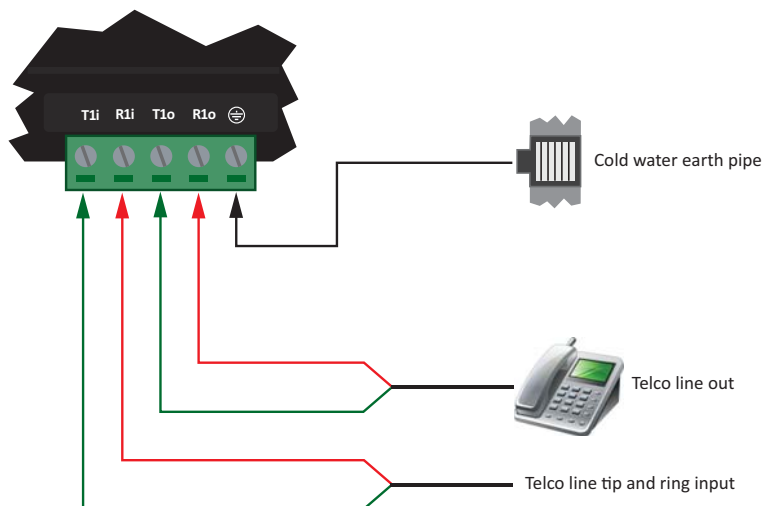 T1i R1i T1o R1o
Cold water earth pipe
Telco line out
Telco line tip and ring input